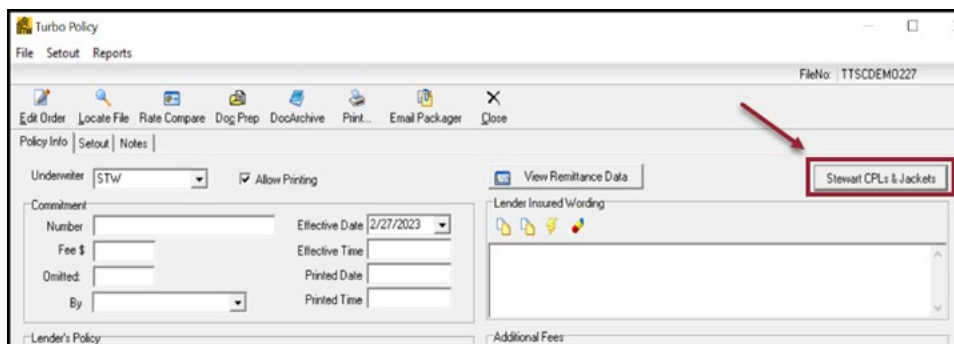 Turbo Policy
File Setout Reports
FileNo: TTSCDEMO227
Edit Order Locate File Rate Compare Dog Prep DocArchive Print... Email Packager Close
Policy Info Setout Notes
Underwriter STW Allow Printing View Remittance Data Stewart CPLs & Jackets
Commitment Lender Insured Wording
Number Effective Date 2/27/2023
Fee $ Effective Time
Omitted: Printed Date
By Printed Time
Lender's Policy Additional Fees